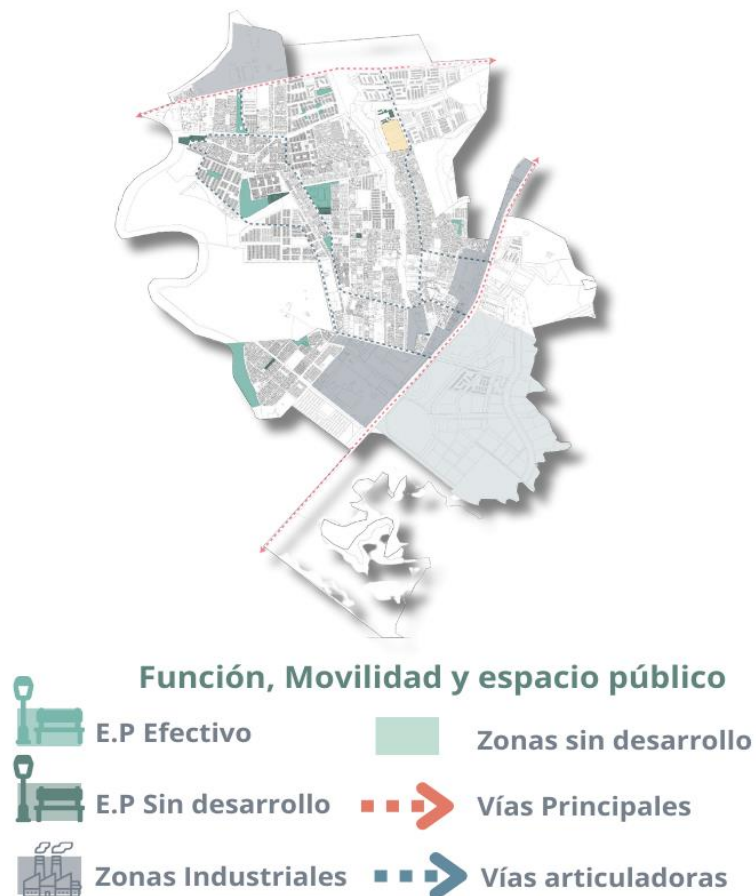 Función, Movilidad y espacio público
E.P Efectivo
Zonas sin desarrollo
E.P Sin desarrollo
Vías Principales
Zonas Industriales
Vías articuladoras